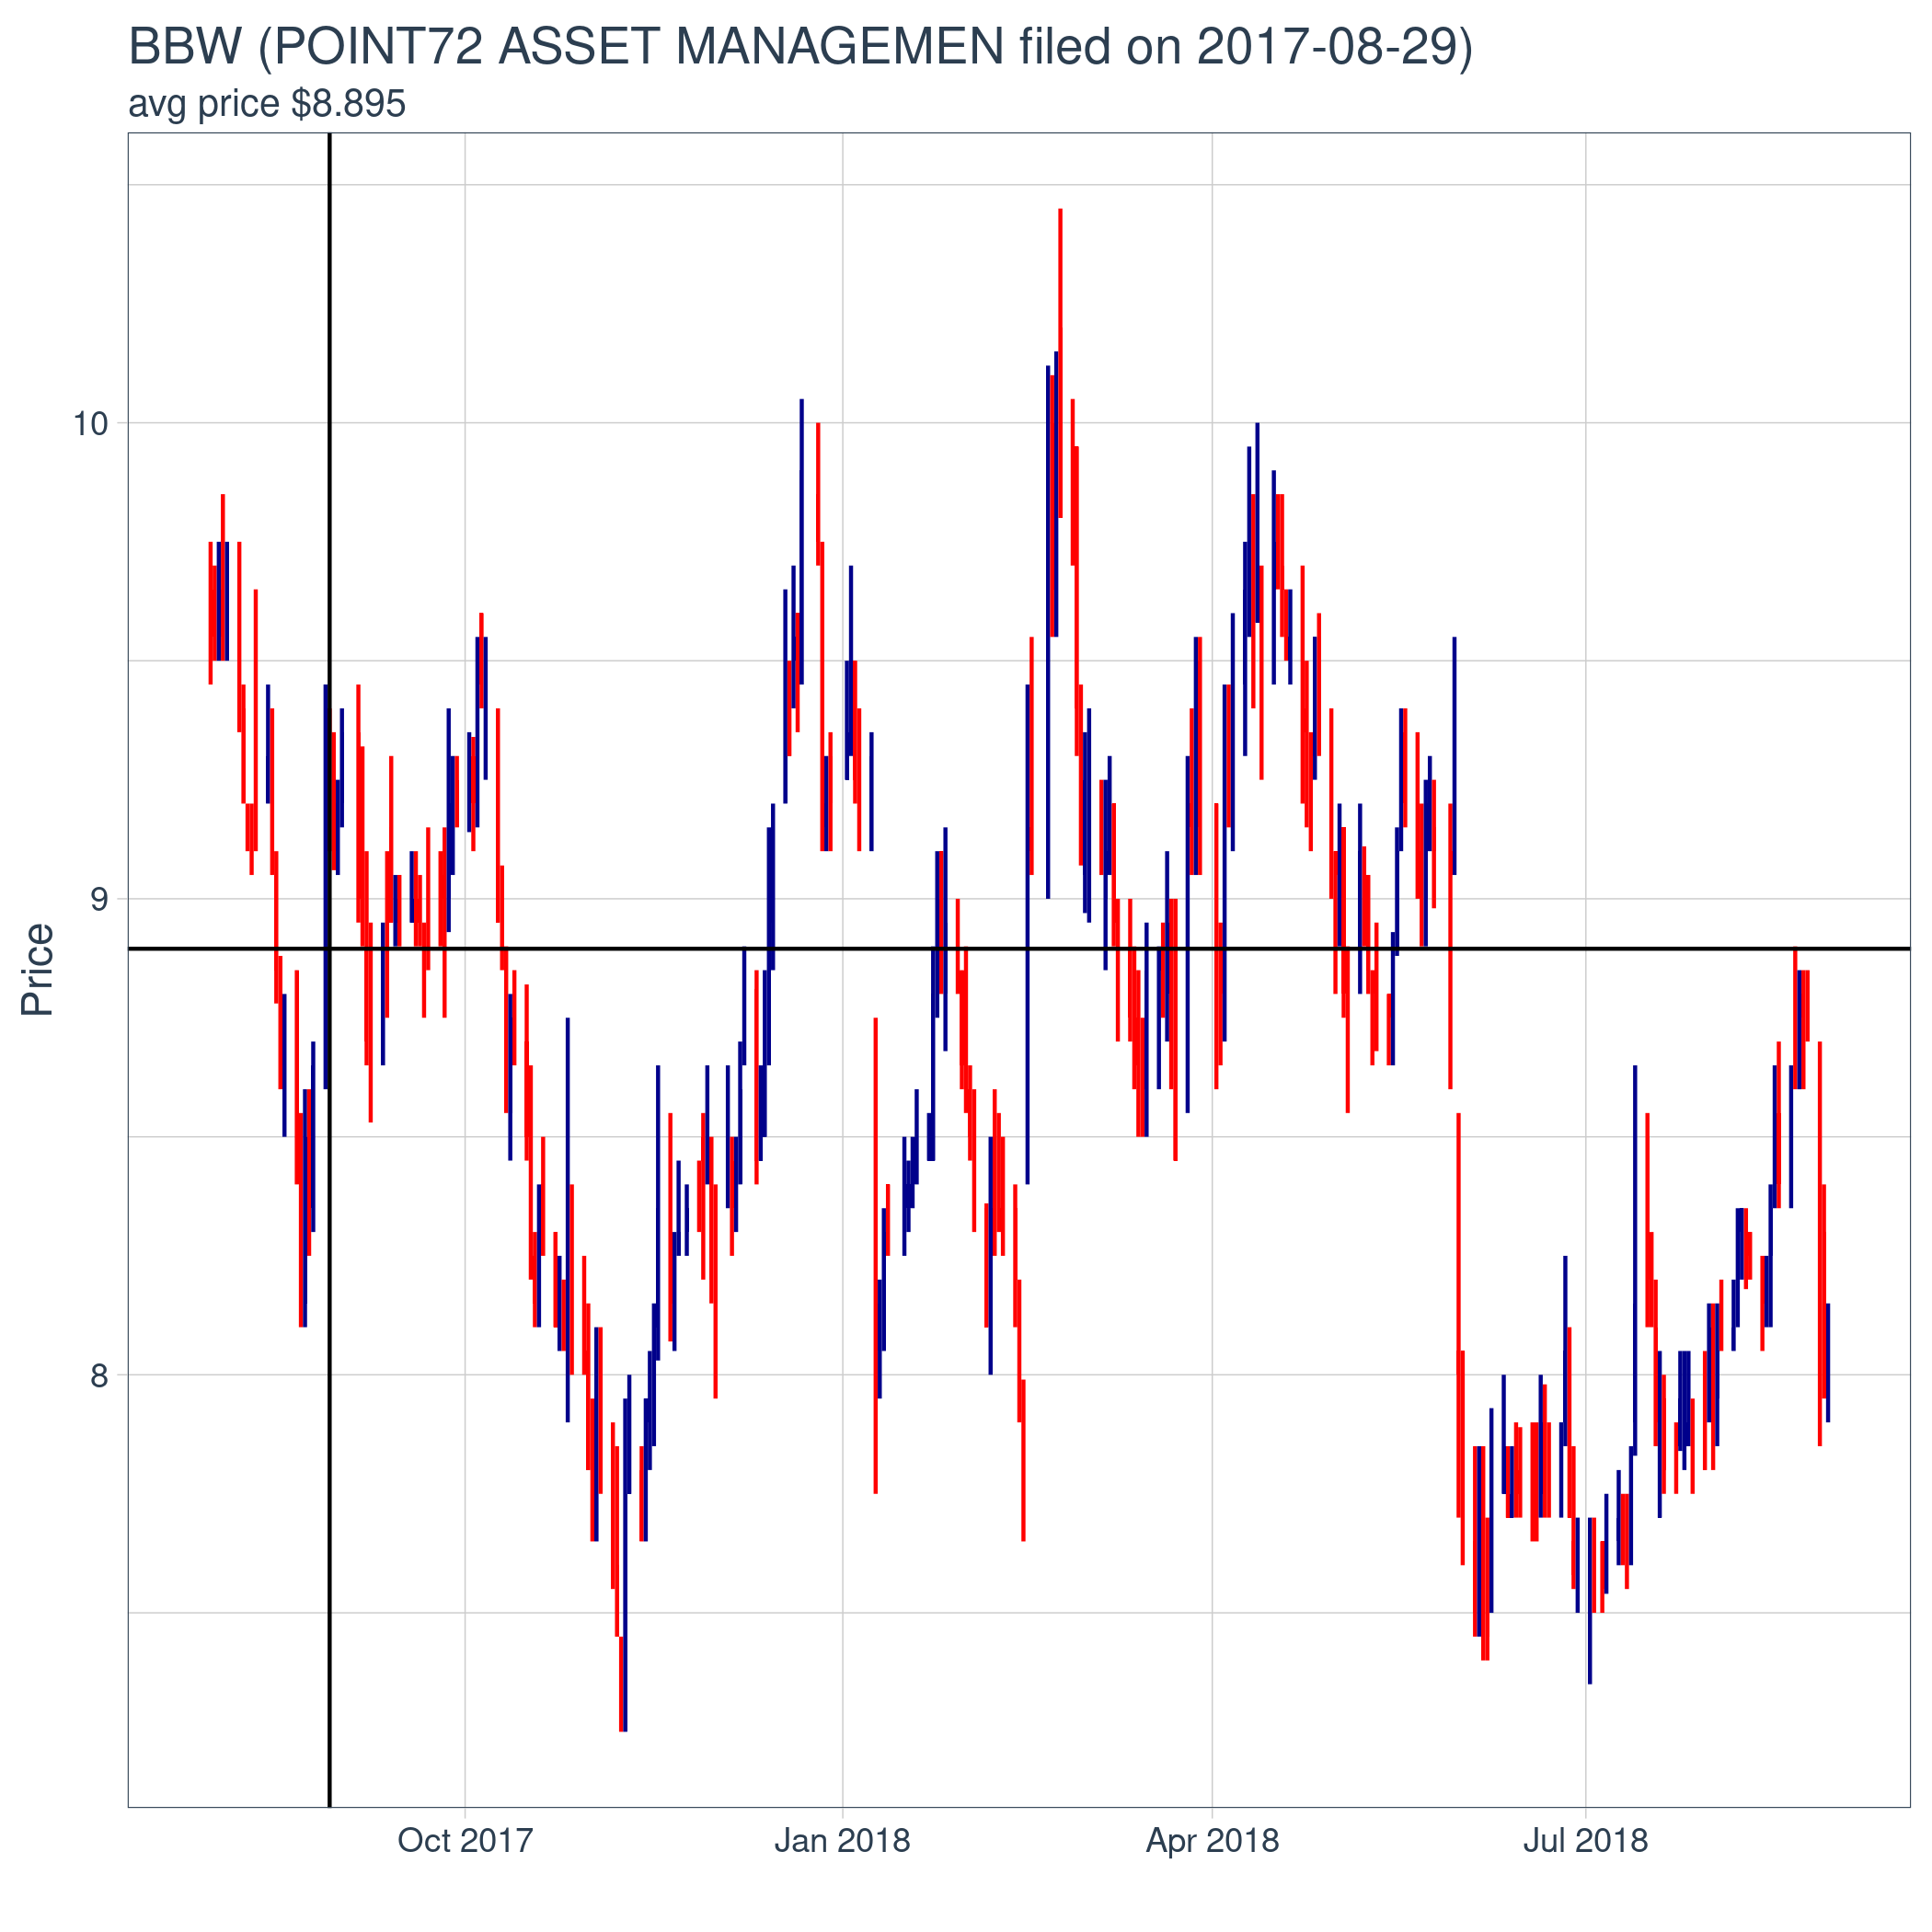 BBW (POINT72 ASSET MANAGEMEN filed on 2017-08-29)
avg price $8.895
10
9
8
Price
Oct 2017
Jan 2018
Apr 2018
Jul 2018